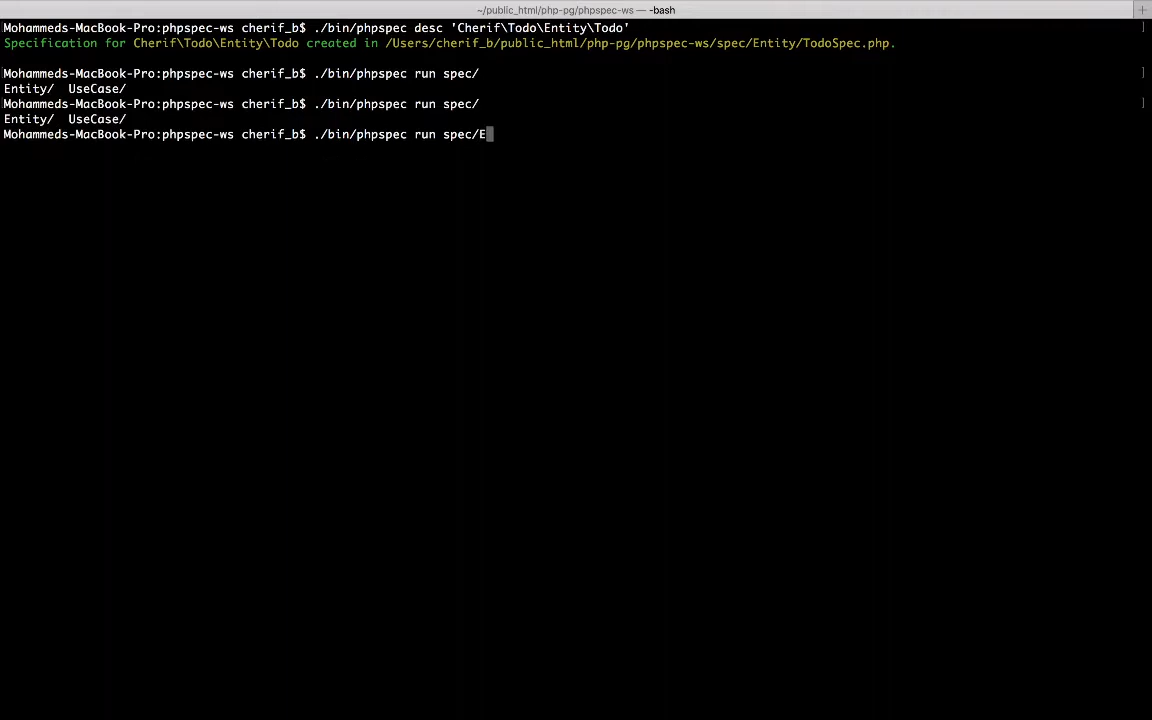 ~/public_html/php-pg/phpspec-ws — -bash
Mohammeds-MacBook-Pro:phpspec-ws cherif_b$ ./bin/phpspec desc 'Cherif\Todo\Entity\Todo'
Specification for Cherif\Todo\Entity\Todo created in /Users/cherif_b/public_html/php-pg/phpspec-ws/spec/Entity/TodoSpec.php.
Mohammeds-MacBook-Pro:phpspec-ws cherif_b$ ./bin/phpspec run spec/
Entity/  UseCase/
Mohammeds-MacBook-Pro:phpspec-ws cherif_b$ ./bin/phpspec run spec/
Entity/  UseCase/
Mohammeds-MacBook-Pro:phpspec-ws cherif_b$ ./bin/phpspec run spec/E